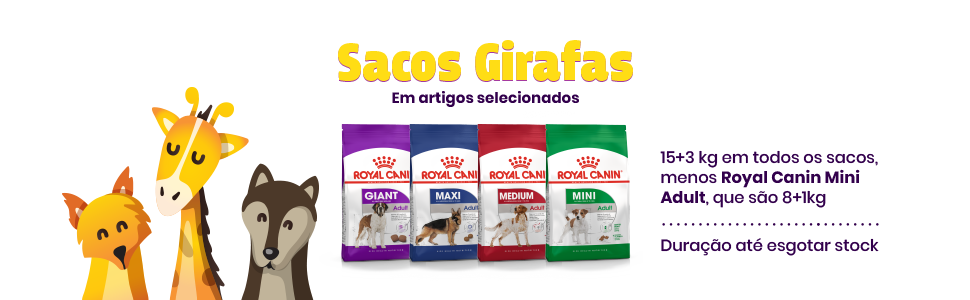 Sacos Girafas
Em artigos selecionados
ROYAL CANIN
ROYAL CANIN
ROYAL CANIN
ROYAL CANIN
GIANT
MAXI
MEDIUM
MINI
Adult
Adult
Adult
Adult
15+3 kg em todos os sacos,
menos Royal Canin Mini
Adult, que são 8+1kg
Duração até esgotar stock